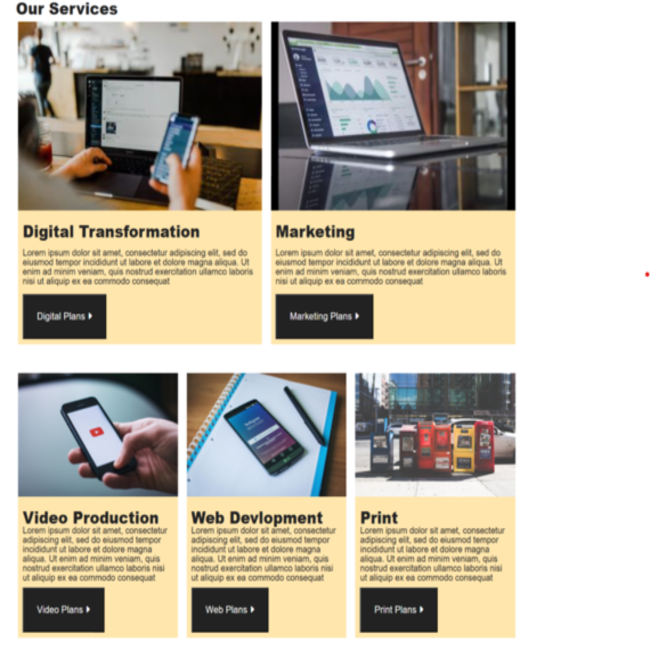 Our Services
Digital Transformation
Lorem ipsum dolor sit amet, consectetur adipiscing elit, sed do
eiusmod tempor incididunt ut labore et dolore magna aliqua. Ut
enim ad minim veniam, quis nostrud exercitation ullamco laboris
nisi ut aliquip ex ea commodo consequat
Digital Plans
Marketing
Lorem ipsum dolor sit amet, consectetur adipiscing elit, sed do
eiusmod tempor incididunt ut labore et dolore magna aliqua. Ut
enim ad minim veniam, quis nostrud exercitation ullamco laboris
nisi ut aliquip ex ea commodo consequat
Marketing Plans
Video Production
Lorem ipsum dolor sit amet, consectetur
adipiscing elit, sed do eiusmod tempor
incididunt ut labore et dolore magna
aliqua. Ut enim ad minim veniam, quis
nostrud exercitation ullamco laboris nisi
ut aliquip ex ea commodo consequat
Video Plans
Web Devlopment
Lorem ipsum dolor sit amet, consectetur
adipiscing elit, sed do eiusmod tempor
incididunt ut labore et dolore magna
aliqua. Ut enim ad minim veniam, quis
nostrud exercitation ullamco laboris nisi
ut aliquip ex ea commodo consequat
Web Plans
Print
Lorem ipsum dolor sit amet, consectetur
adipiscing elit, sed do eiusmod tempor
incididunt ut labore et dolore magna
aliqua. Ut enim ad minim veniam, quis
nostrud exercitation ullamco laboris nisi
ut aliquip ex ea commodo consequat
Print Plans